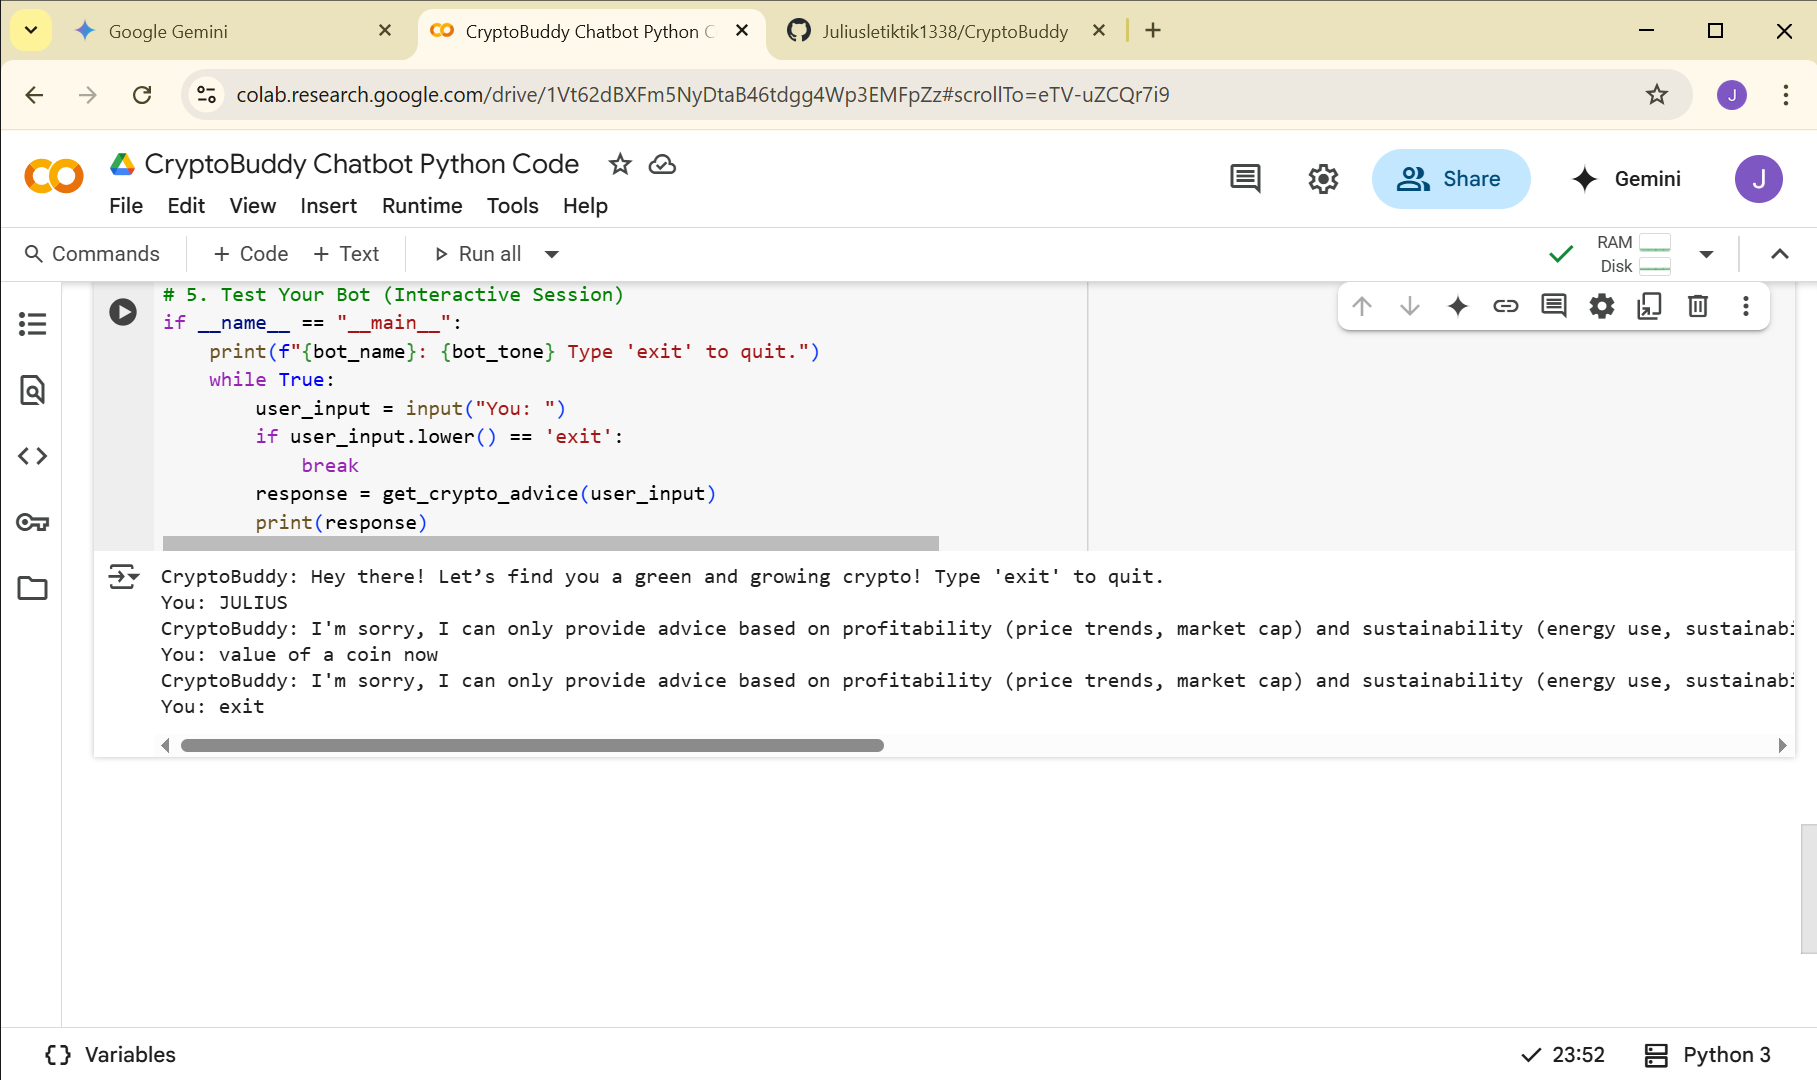 Google Gemini
CryptoBuddy Chatbot Python C
Juliusletiktik1338/CryptoBuddy
colab.research.google.com/drive/1Vt62dBXFm5NyDtaB46tdgg4Wp3EMFpZz#scrollTo=eTV-uZCQr7i9
J
CryptoBuddy Chatbot Python Code
Share
Gemini
J
File Edit View Insert Runtime Tools Help
Commands + Code + Text Run all
RAM
Disk
# 5. Test Your Bot (Interactive Session)
if __name__ == "__main__":
    print(f"{bot_name}: {bot_tone} Type 'exit' to quit.")
    while True:
        user_input = input("You: ")
        if user_input.lower() == 'exit':
            break
        response = get_crypto_advice(user_input)
        print(response)
CryptoBuddy: Hey there! Let’s find you a green and growing crypto! Type 'exit' to quit.
You: JULIUS
CryptoBuddy: I'm sorry, I can only provide advice based on profitability (price trends, market cap) and sustainability (energy use, sustainabi
You: value of a coin now
CryptoBuddy: I'm sorry, I can only provide advice based on profitability (price trends, market cap) and sustainability (energy use, sustainabi
You: exit
{} Variables
23:52
Python 3